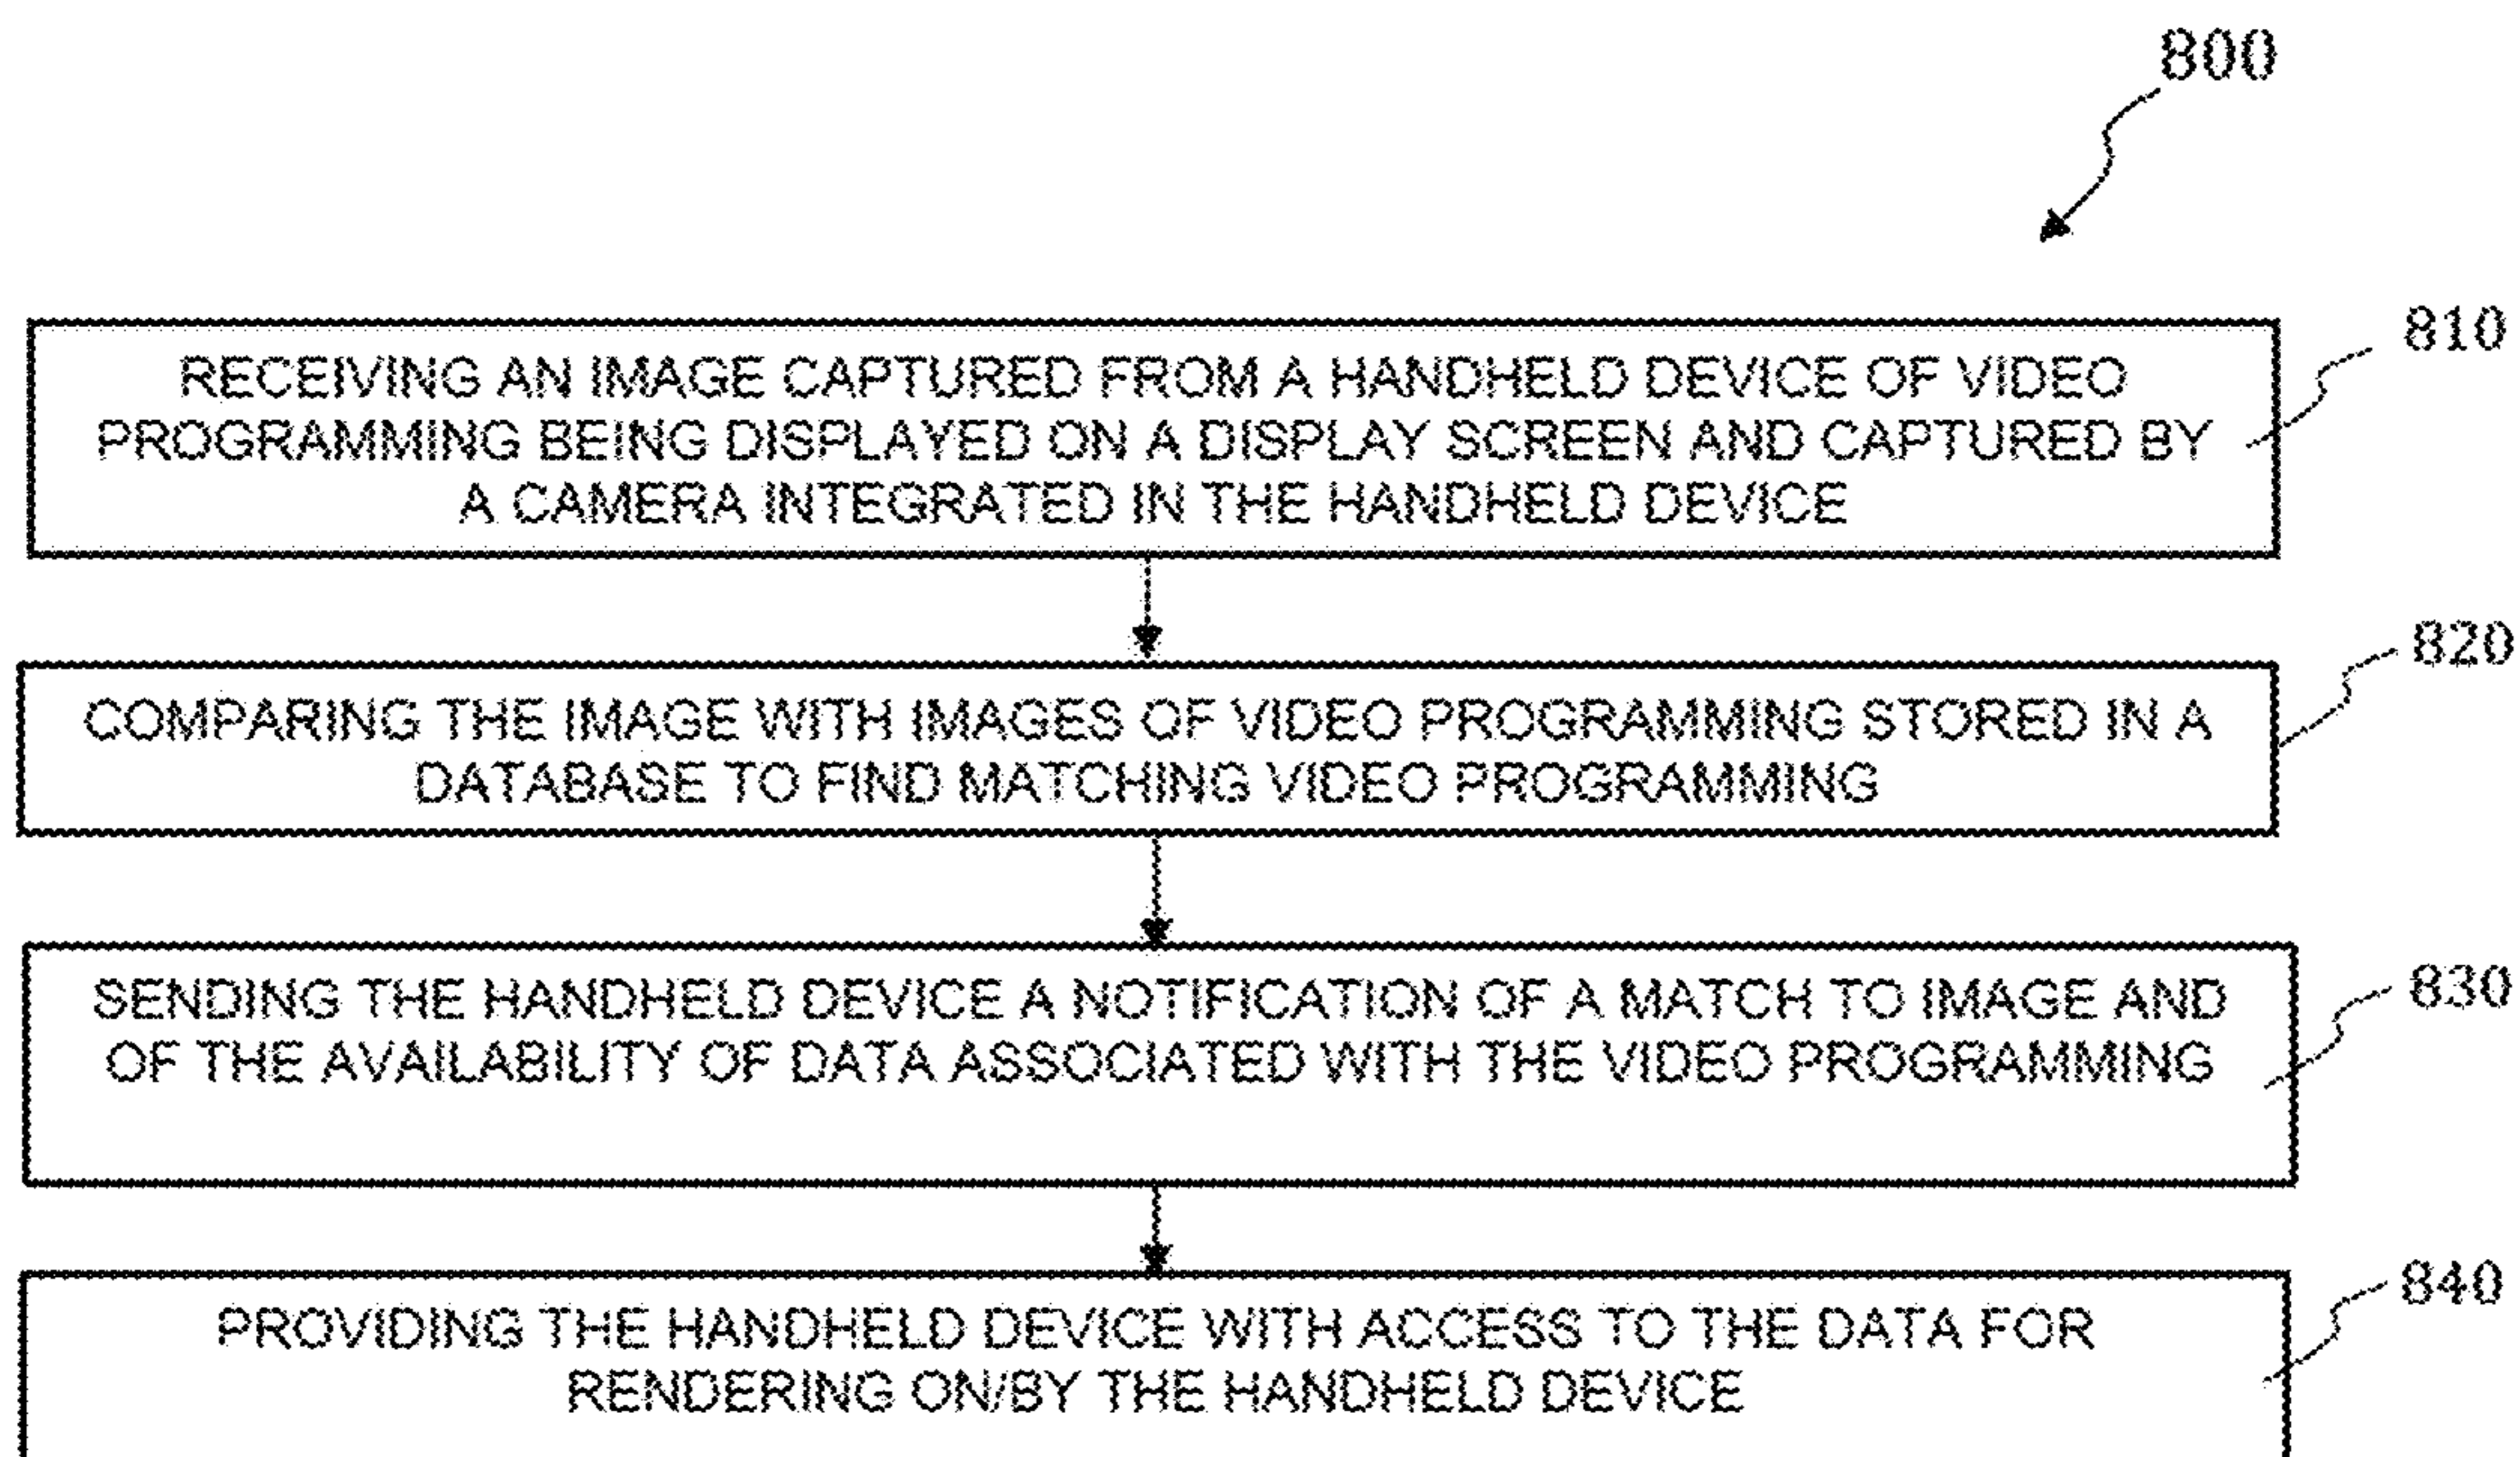 800
810
RECEIVING AN IMAGE CAPTURED FROM A HANDHELD DEVICE OF VIDEO
PROGRAMMING BEING DISPLAYED ON A DISPLAY SCREEN AND CAPTURED BY
A CAMERA INTEGRATED IN THE HANDHELD DEVICE
820
COMPARING THE IMAGE WITH IMAGES OF VIDEO PROGRAMMING STORED IN A
DATABASE TO FIND MATCHING VIDEO PROGRAMMING
830
SENDING THE HANDHELD DEVICE A NOTIFICATION OF A MATCH TO IMAGE AND
OF THE AVAILABILITY OF DATA ASSOCIATED WITH THE VIDEO PROGRAMMING
840
PROVIDING THE HANDHELD DEVICE WITH ACCESS TO THE DATA FOR
RENDERING ON/BY THE HANDHELD DEVICE